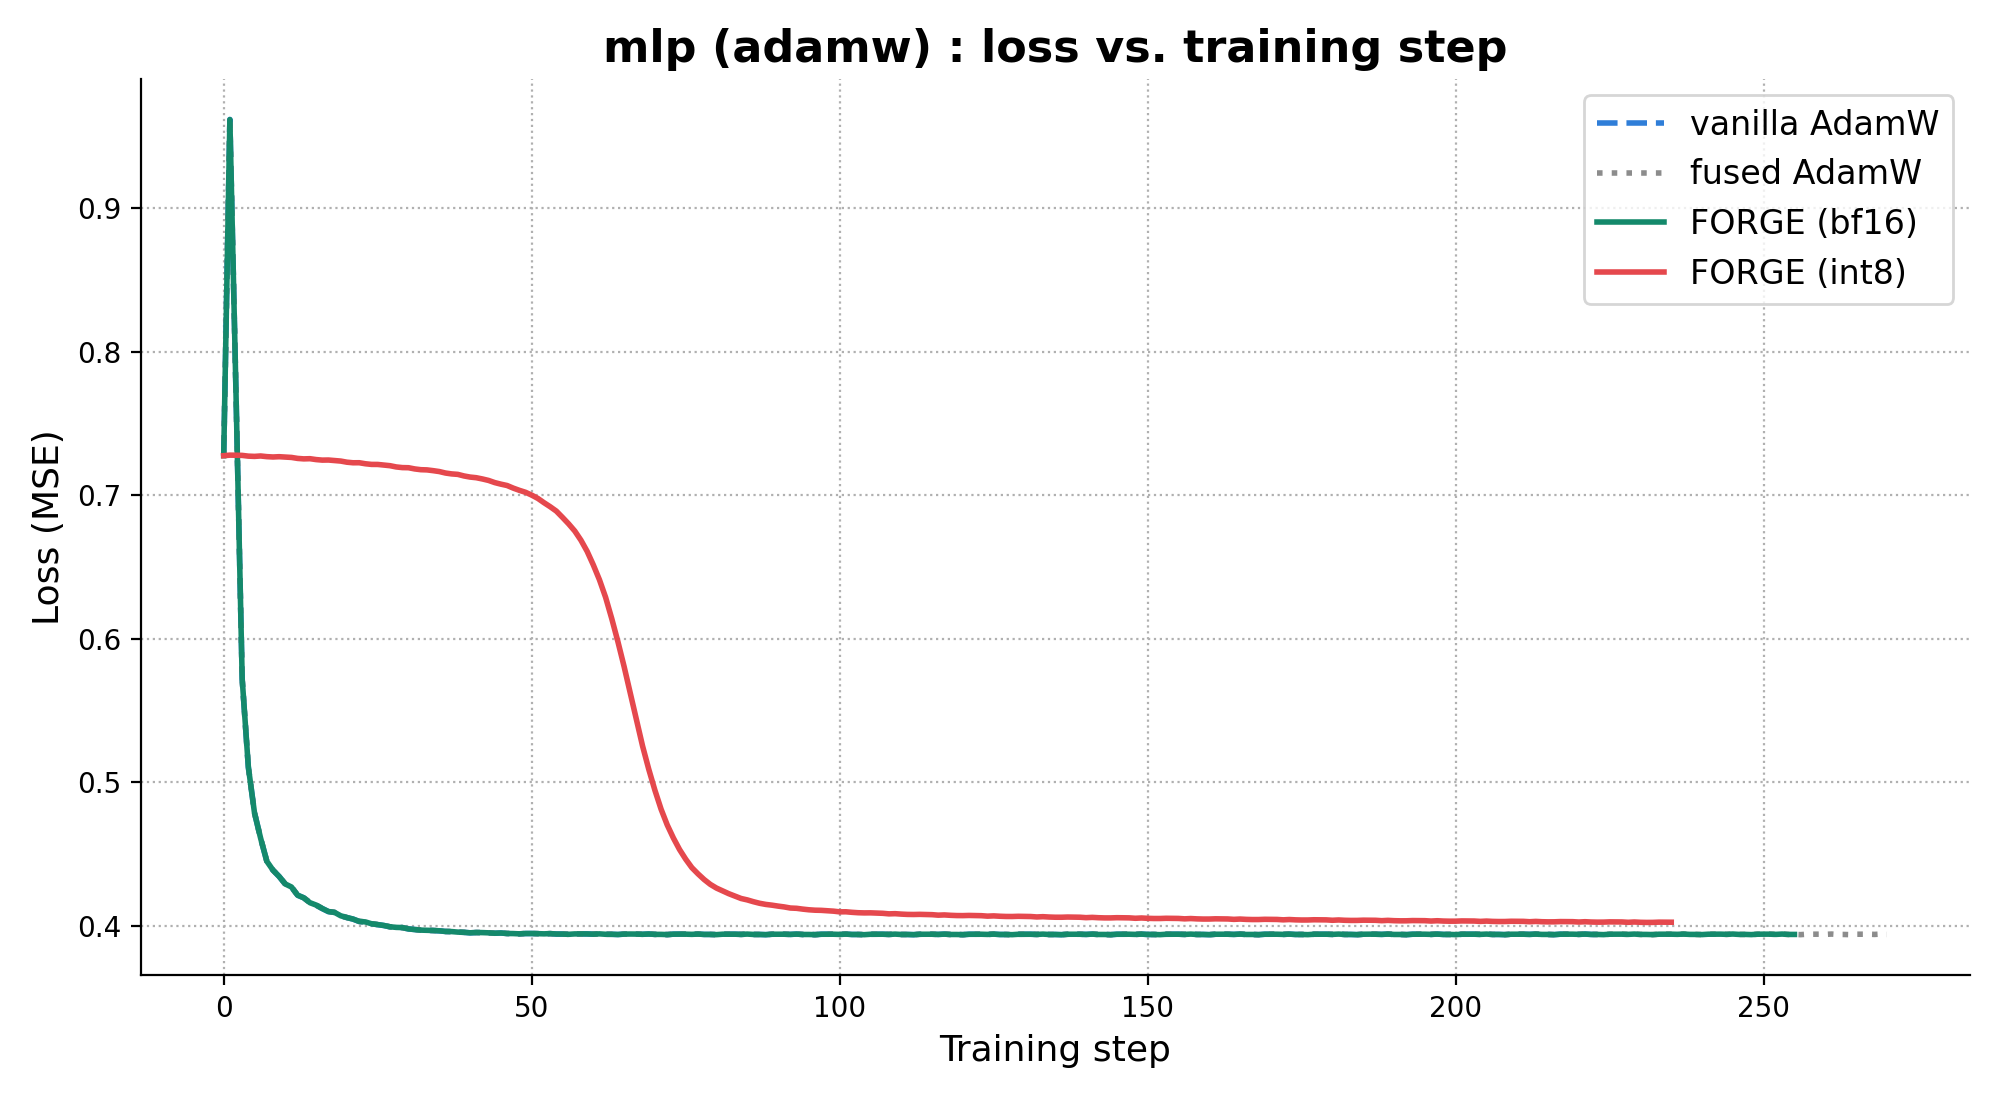 mlp (adamw) : loss vs. training step
vanilla AdamW
fused AdamW
FORGE (bf16)
FORGE (int8)
Loss (MSE)
0.9
0.8
0.7
0.6
0.5
0.4
0 50 100 150 200 250
Training step